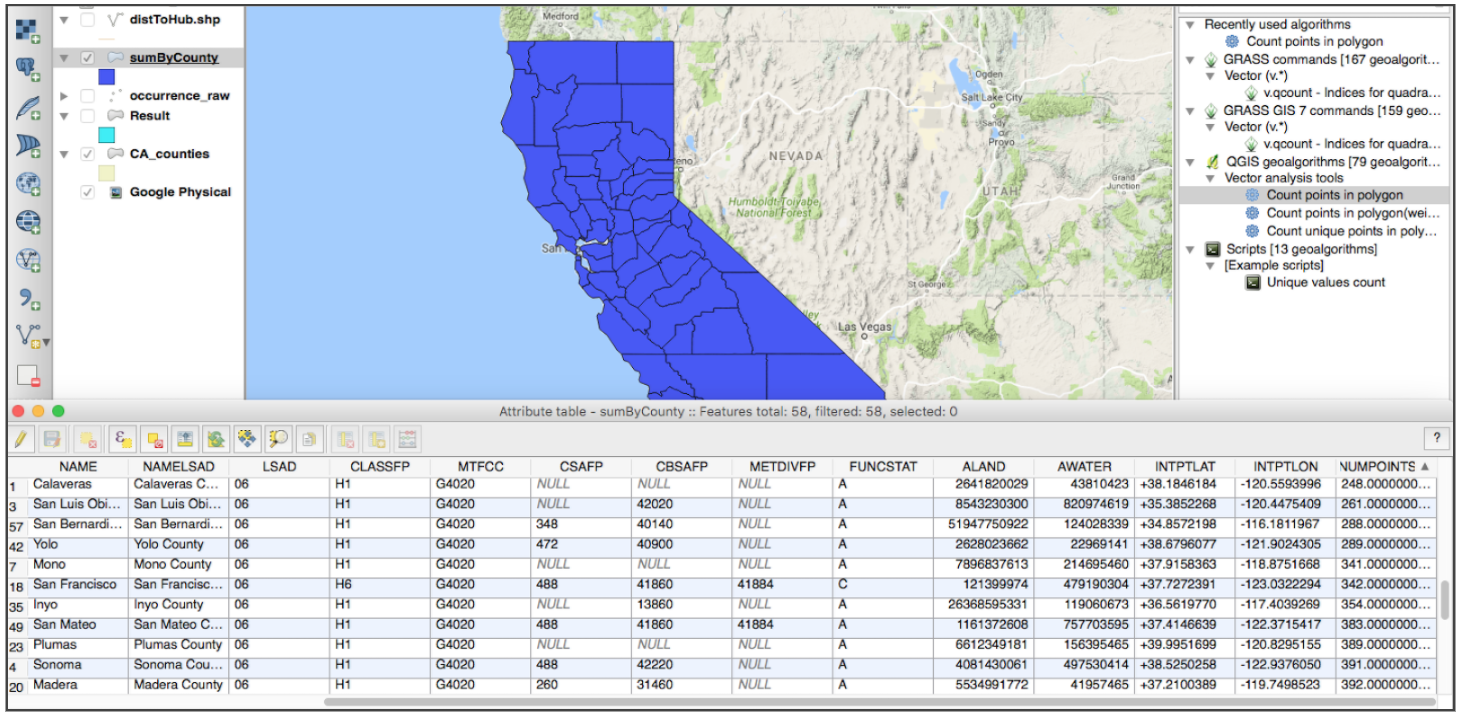 distToHub.shp
sumByCounty
occurrence_raw
Result
CA_counties
Google Physical
Medford
Ogden
Salt Lake City
Sandy
Provo
NEVADA
UTAH
Grand
Junction
Humboldt-Toiyabe
National Forest
San
St George
Las Vegas
Recently used algorithms
Count points in polygon
GRASS commands [167 geoalgorit...
Vector (v.*)
v.qcount - Indices for quadra...
GRASS GIS 7 commands [159 geo...
Vector (v.*)
v.qcount - Indices for quadra...
QGIS geoalgorithms [79 geoalgorit...
Vector analysis tools
Count points in polygon
Count points in polygon(wei...
Count unique points in poly...
Scripts [13 geoalgorithms]
[Example scripts]
Unique values count
Attribute table - sumByCounty :: Features total: 58, filtered: 58, selected: 0
?
NAME NAMELSAD LSAD CLASSFP MTFCC CSAFP CBSAFP METDIVFP FUNCSTAT ALAND AWATER INTPTLAT INTPTLON NUMPOINTS
1 Calaveras Calaveras C... 06 H1 G4020 NULL NULL NULL A 2641820029 43810423 +38.1846184 -120.5593996 248.0000000...
3 San Luis Obi... San Luis Obi... 06 H1 G4020 NULL 42020 NULL A 8543230300 820974619 +35.3852268 -120.4475409 261.0000000...
57 San Bernardi... San Bernardi... 06 H1 G4020 348 40140 NULL A 51947750922 124028339 +34.8572198 -116.1811967 288.0000000...
42 Yolo Yolo County 06 H1 G4020 472 40900 NULL A 2628023662 22969141 +38.6796077 -121.9024305 289.0000000...
7 Mono Mono County 06 H1 G4020 NULL NULL NULL A 7896837613 214695460 +37.9158363 -118.8751668 341.0000000...
18 San Francisco San Francisc... 06 H6 G4020 488 41860 41884 C 121399974 479190304 +37.7272391 -123.0322294 342.0000000...
35 Inyo Inyo County 06 H1 G4020 NULL 13860 NULL A 26368595331 119060673 +36.5619770 -117.4039269 354.0000000...
49 San Mateo San Mateo C... 06 H1 G4020 488 41860 41884 A 1161372608 757703595 +37.4146639 -122.3715417 383.0000000...
23 Plumas Plumas County 06 H1 G4020 NULL NULL NULL A 6612349181 156395465 +39.9951699 -120.8295155 389.0000000...
4 Sonoma Sonoma Cou... 06 H1 G4020 488 42220 NULL A 4081430061 497530414 +38.5250258 -122.9376050 391.0000000...
20 Madera Madera County 06 H1 G4020 260 31460 NULL A 5534991772 41957465 +37.2100389 -119.7498523 392.0000000...